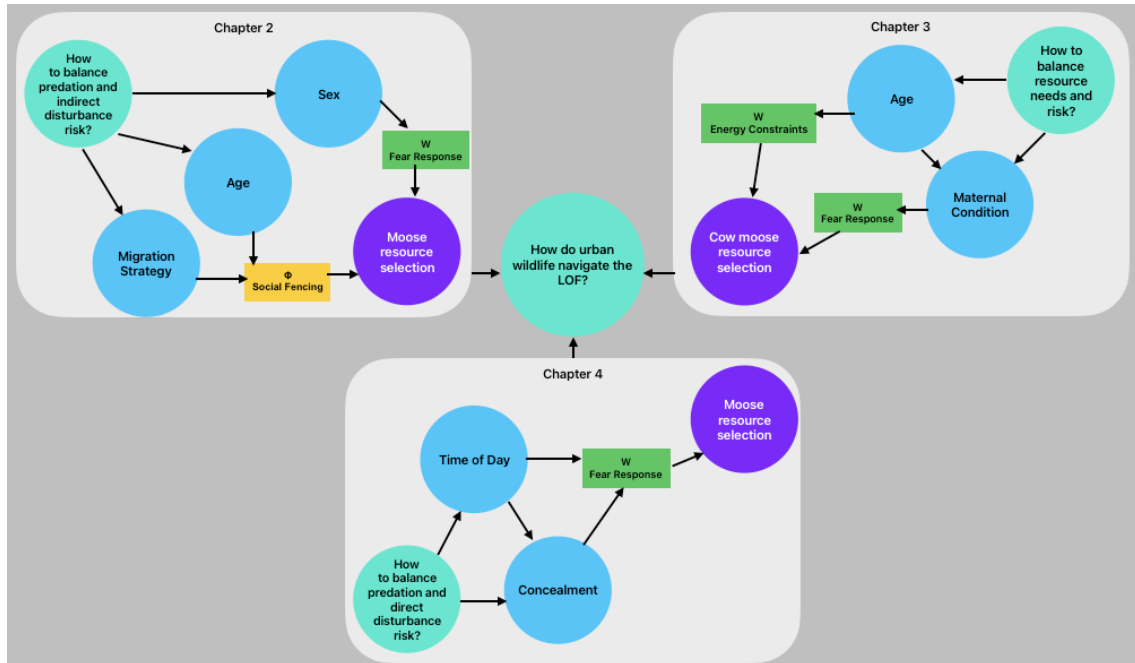 Chapter 2
How
to balance
predation and
indirect
disturbance
risk?
Sex
W
Fear Response
Age
Migration
Strategy
Φ
Social Fencing
Moose
resource
selection
Chapter 3
How to
balance
resource
needs and
risk?
Age
W
Energy Constraints
Maternal
Condition
W
Fear Response
Cow moose
resource
selection
How do urban
wildlife navigate the
LOF?
Chapter 4
Moose
resource
selection
Time of Day
W
Fear Response
How
to balance
predation and
direct
disturbance
risk?
Concealment